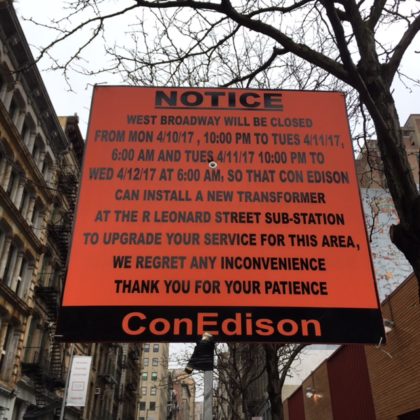 NOTICE
WEST BROADWAY WILL BE CLOSED
FROM MON 4/10/17 , 10:00 PM TO TUES 4/11/17,
6:00 AM AND TUES 4/11/17 10:00 PM TO
WED 4/12/17 AT 6:00 AM, SO THAT CON EDISON
CAN INSTALL A NEW TRANSFORMER
AT THE R LEONARD STREET SUB-STATION
TO UPGRADE YOUR SERVICE FOR THIS AREA,
WE REGRET ANY INCONVENIENCE
THANK YOU FOR YOUR PATIENCE
ConEdison